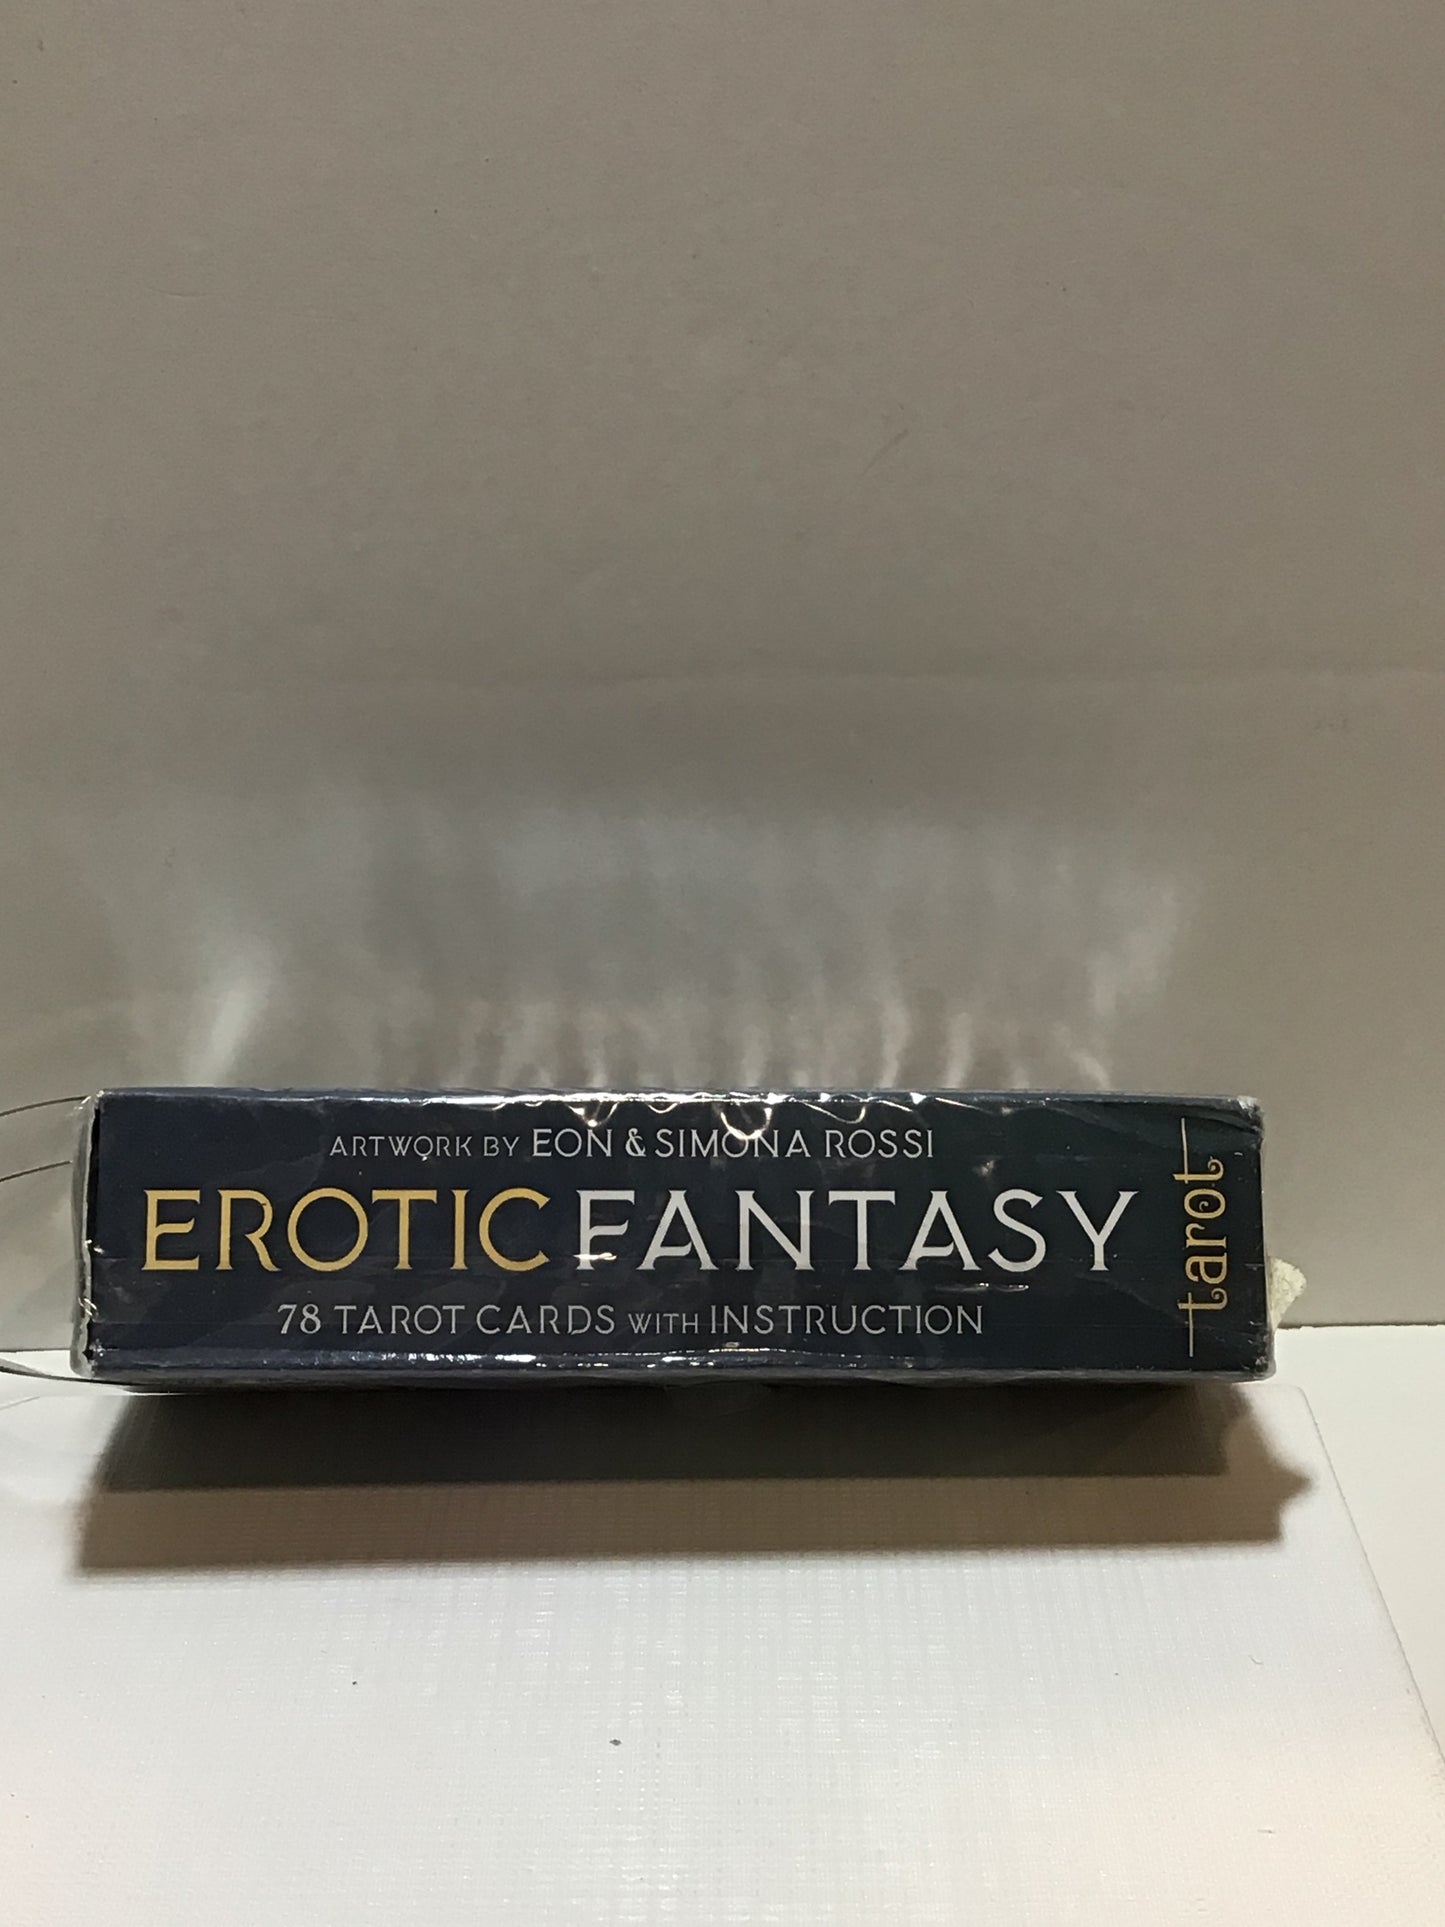 ARTWORK BY EON & SIMONA ROSSI
EROTIC FANTASY
78 TAROT CARDS WITH INSTRUCTION
tarot